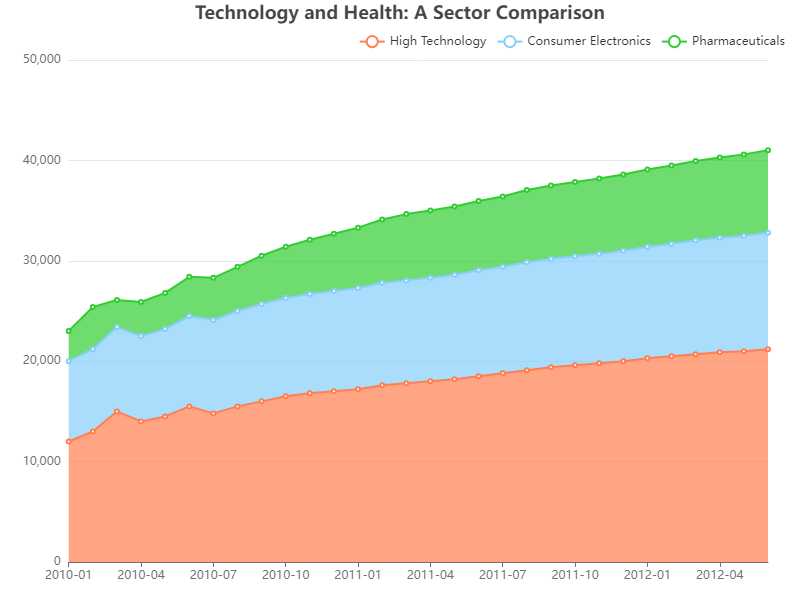 Technology and Health: A Sector Comparison
High Technology Consumer Electronics Pharmaceuticals
50,000
40,000
30,000
20,000
10,000
0
2010-01 2010-04 2010-07 2010-10 2011-01 2011-04 2011-07 2011-10 2012-01 2012-04